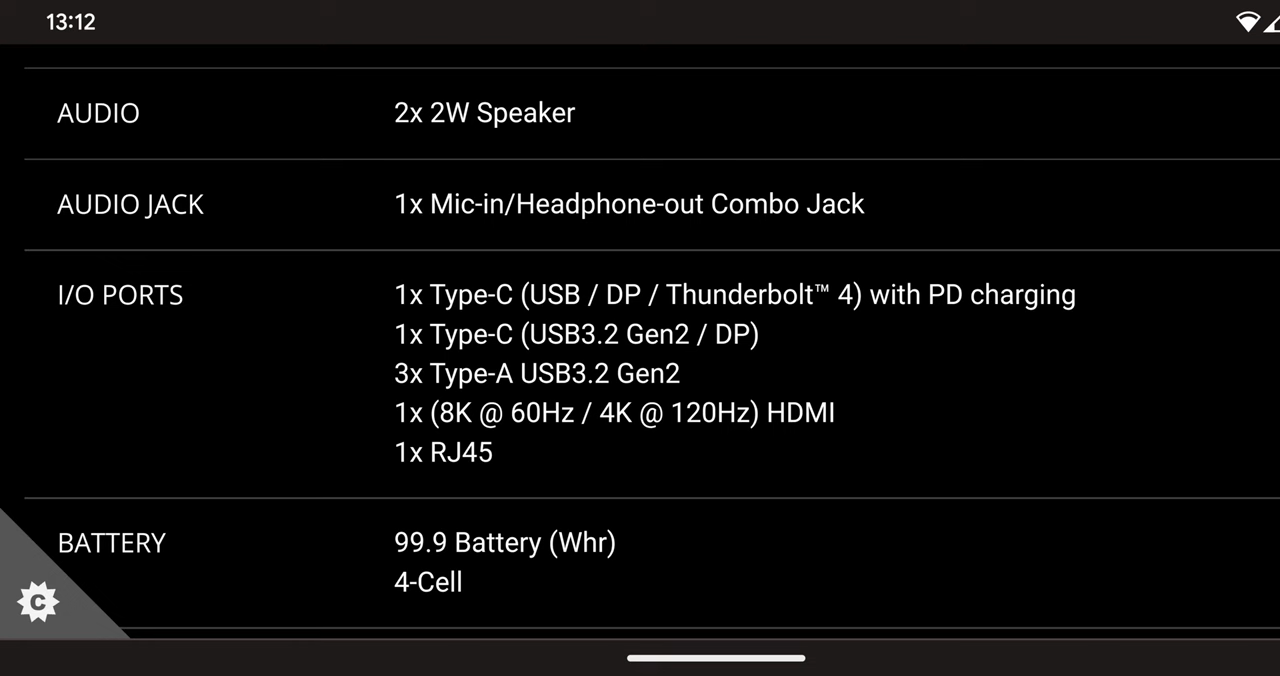 13:12
AUDIO 2x 2W Speaker
AUDIO JACK 1x Mic-in/Headphone-out Combo Jack
I/O PORTS 1x Type-C (USB / DP / Thunderbolt™ 4) with PD charging
1x Type-C (USB3.2 Gen2 / DP)
3x Type-A USB3.2 Gen2
1x (8K @ 60Hz / 4K @ 120Hz) HDMI
1x RJ45
BATTERY 99.9 Battery (Whr)
4-Cell
C